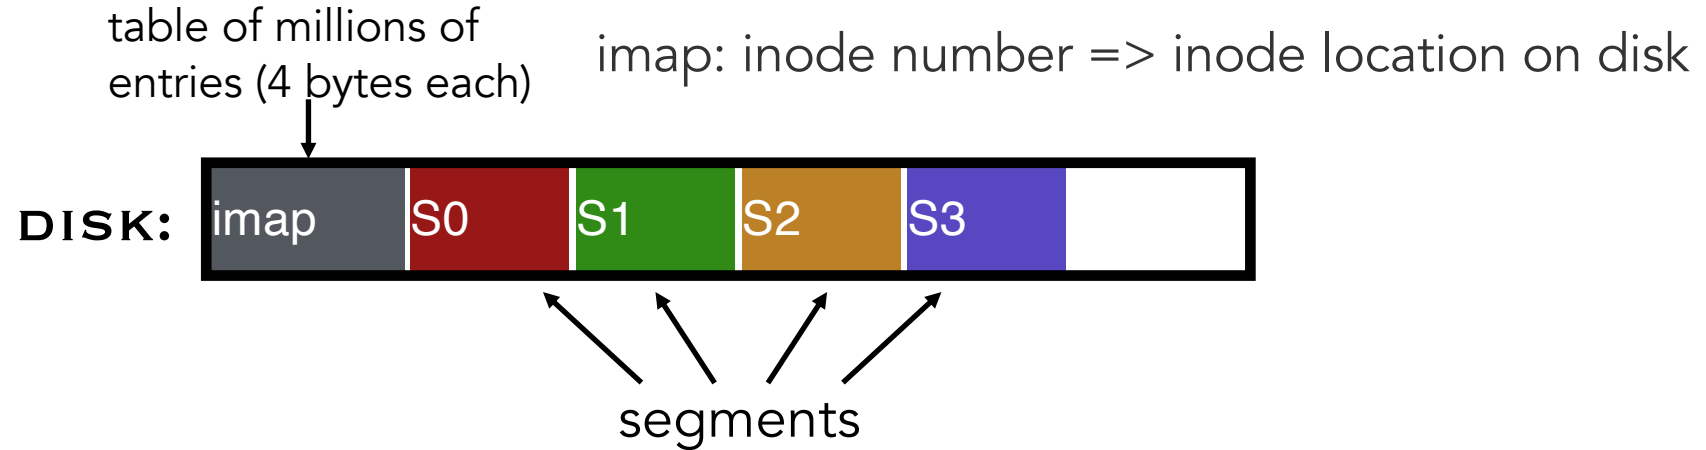 table of millions of
entries (4 bytes each)
imap: inode number => inode location on disk
DISK:
imap
S0
S1
S2
S3
segments